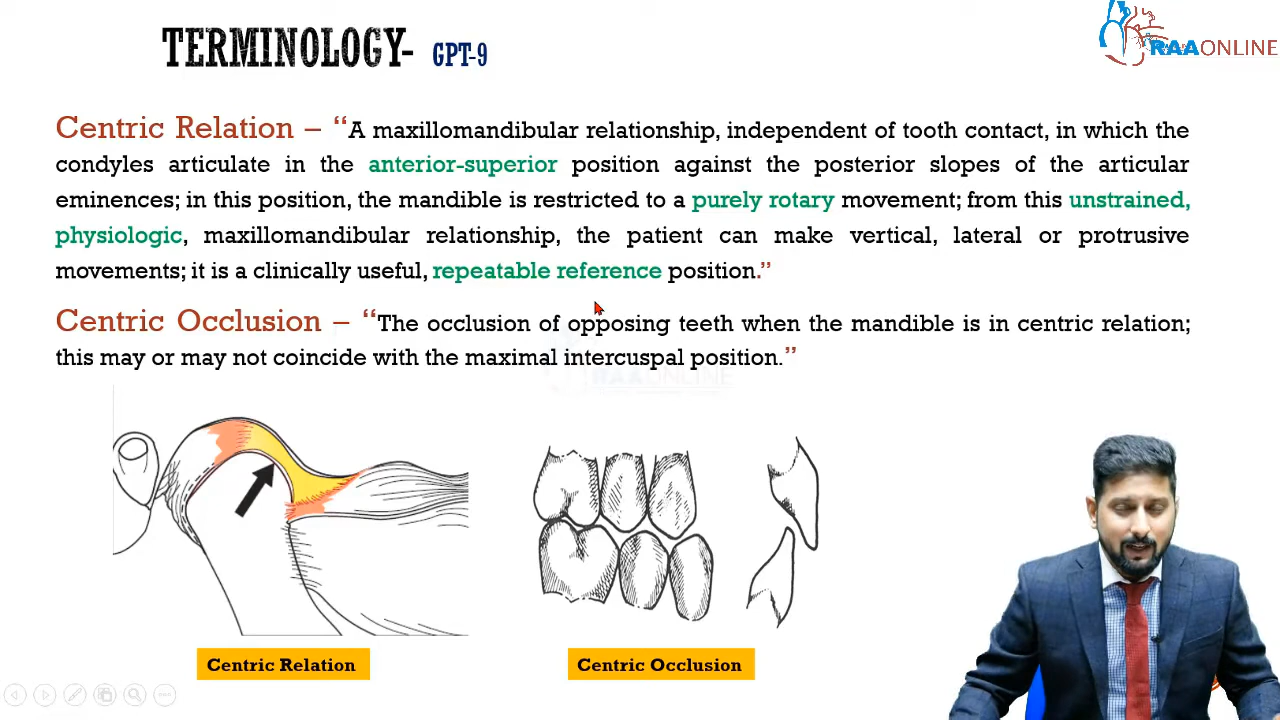 TERMINOLOGY- GPT-9
RAAONLINE
Centric Relation – “A maxillomandibular relationship, independent of tooth contact, in which the
condyles articulate in the anterior-superior position against the posterior slopes of the articular
eminences; in this position, the mandible is restricted to a purely rotary movement; from this unstrained,
physiologic, maxillomandibular relationship, the patient can make vertical, lateral or protrusive
movements; it is a clinically useful, repeatable reference position.”
Centric Occlusion – “The occlusion of opposing teeth when the mandible is in centric relation;
this may or may not coincide with the maximal intercuspal position.”
RAAONLINE
Centric Relation
Centric Occlusion